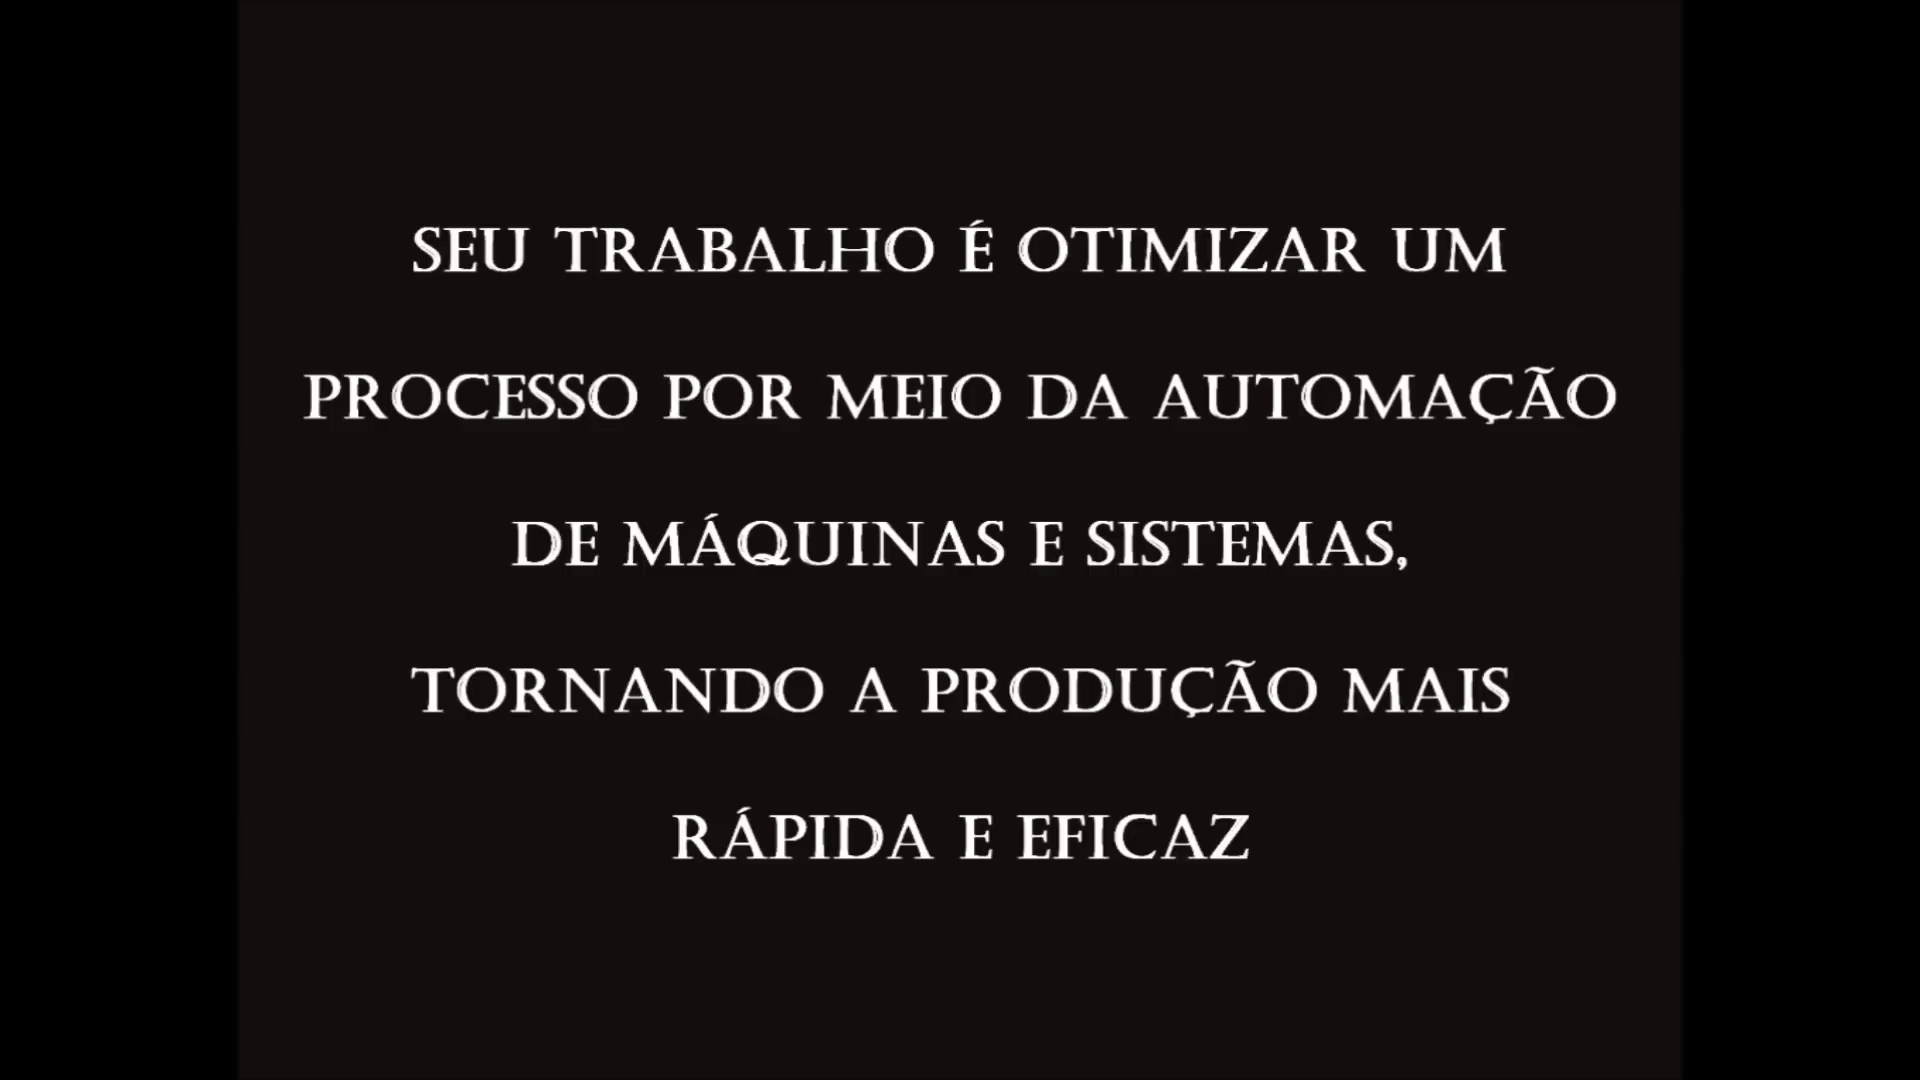 SEU TRABALHO É OTIMIZAR UM
PROCESSO POR MEIO DA AUTOMAÇÃO
DE MÁQUINAS E SISTEMAS,
TORNANDO A PRODUÇÃO MAIS
RÁPIDA E EFICAZ